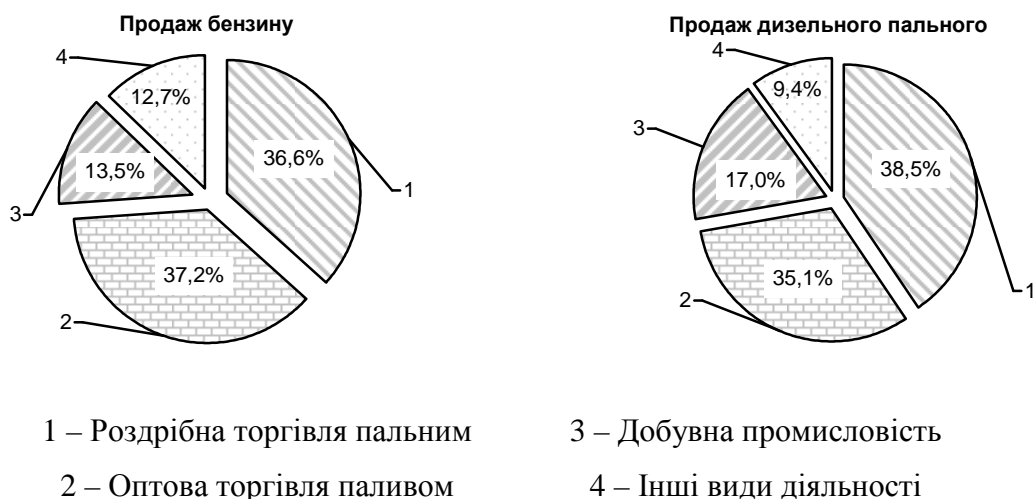 Продаж бензину
4
12,7%
36,6%
13,5%
1
3
37,2%
2
Продаж дизельного пального
4
9,4%
3
38,5%
17,0%
35,1%
1
2
1 – Роздрібна торгівля пальним
2 – Оптова торгівля паливом
3 – Добувна промисловість
4 – Інші види діяльності